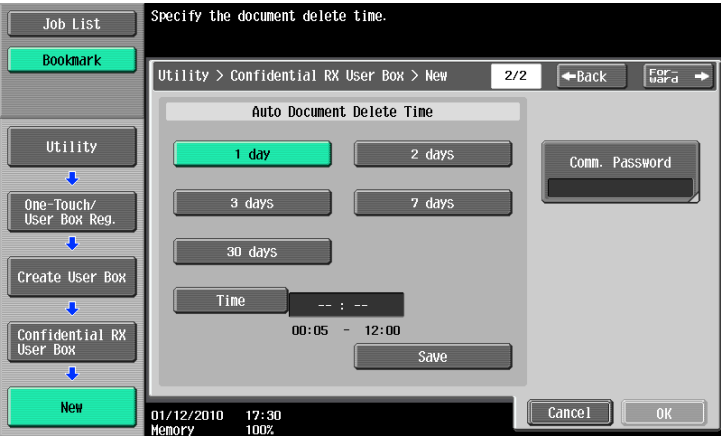 Job List
Bookmark
Utility
One-Touch/
User Box Reg.
Create User Box
Confidential RX
User Box
New
Specify the document delete time.
Utility > Confidential RX User Box > New
2/2
←Back
For-
ward →
Auto Document Delete Time
1 day
2 days
3 days
7 days
30 days
Time
-- : --
00:05 - 12:00
Save
Comm. Password
01/12/2010 17:30
Memory 100%
Cancel
OK